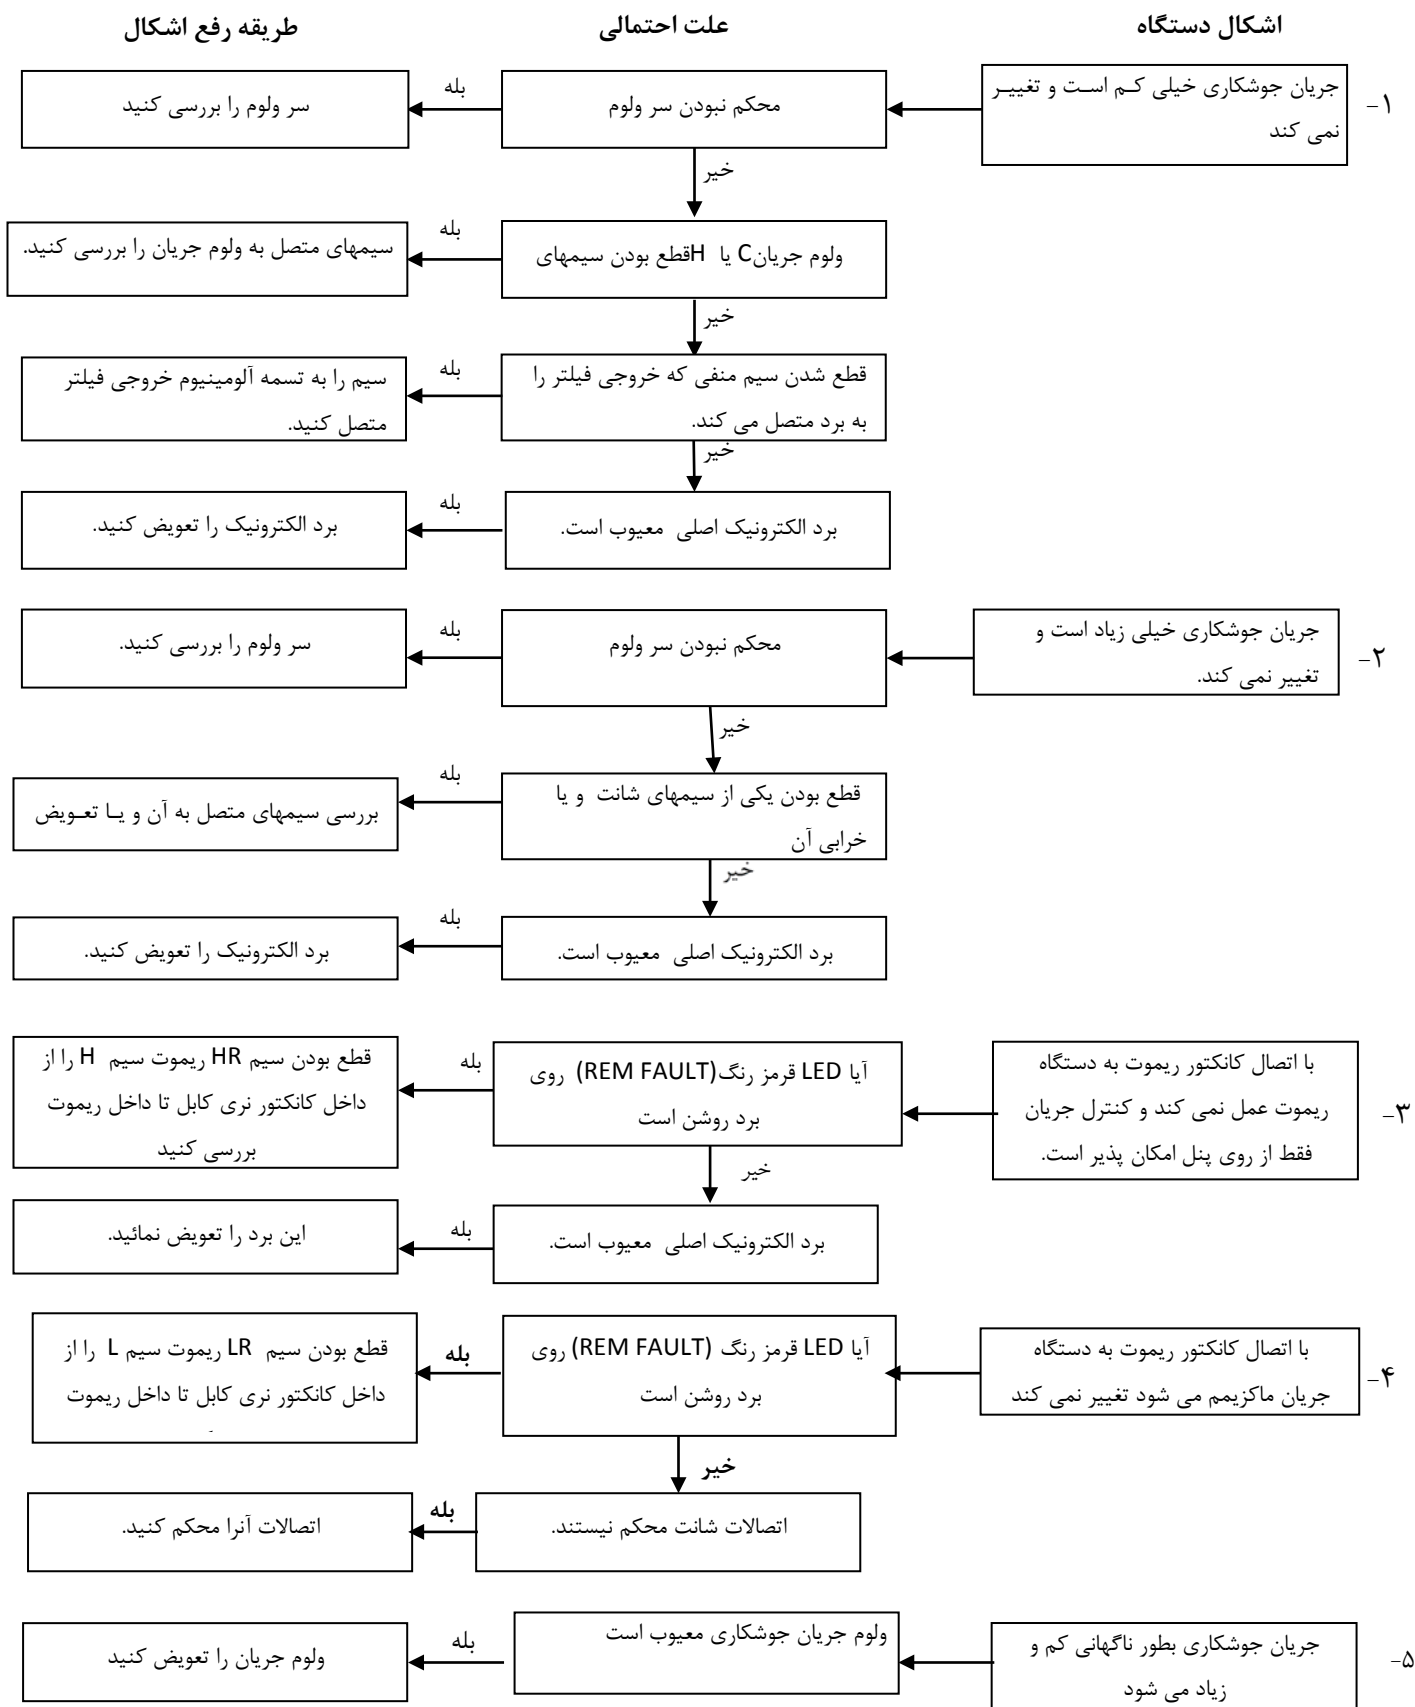 اشکال دستگاه
علت احتمالی
طریقه رفع اشکال
۱-
جریان جوشکاری خیلی کـم اسـت و تغییـر
نمی کند
محکم نبودن سر ولوم
بله
سر ولوم را بررسی کنید
خیر
ولوم جریانC یا Hقطع بودن سیمهای
بله
سیمهای متصل به ولوم جریان را بررسی کنید.
خیر
قطع شدن سیم منفی که خروجی فیلتر را
به برد متصل می کند.
بله
سیم را به تسمه آلومینیوم خروجی فیلتر
متصل کنید.
خیر
برد الکترونیک اصلی معیوب است.
بله
برد الکترونیک را تعویض کنید.
۲-
جریان جوشکاری خیلی زیاد است و
تغییر نمی کند.
محکم نبودن سر ولوم
بله
سر ولوم را بررسی کنید.
خیر
قطع بودن یکی از سیمهای شانت و یا
خرابی آن
بله
بررسی سیمهای متصل به آن و یـا تعـویض
خیر
برد الکترونیک اصلی معیوب است.
بله
برد الکترونیک را تعویض کنید.
۳-
با اتصال کانکتور ریموت به دستگاه
ریموت عمل نمی کند و کنترل جریان
فقط از روی پنل امکان پذیر است.
آیا LED قرمز رنگ(REM FAULT) روی
برد روشن است
بله
قطع بودن سیم HR ریموت سیم H را از
داخل کانکتور نری کابل تا داخل ریموت
بررسی کنید
خیر
برد الکترونیک اصلی معیوب است.
بله
این برد را تعویض نمائید.
۴-
با اتصال کانکتور ریموت به دستگاه
جریان ماکزیمم می شود تغییر نمی کند
آیا LED قرمز رنگ (REM FAULT) روی
برد روشن است
بله
قطع بودن سیم LR ریموت سیم L را از
داخل کانکتور نری کابل تا داخل ریموت
خیر
اتصالات شانت محکم نیستند.
بله
اتصالات آنرا محکم کنید.
۵-
جریان جوشکاری بطور ناگهانی کم و
زیاد می شود
ولوم جریان جوشکاری معیوب است
بله
ولوم جریان را تعویض کنید